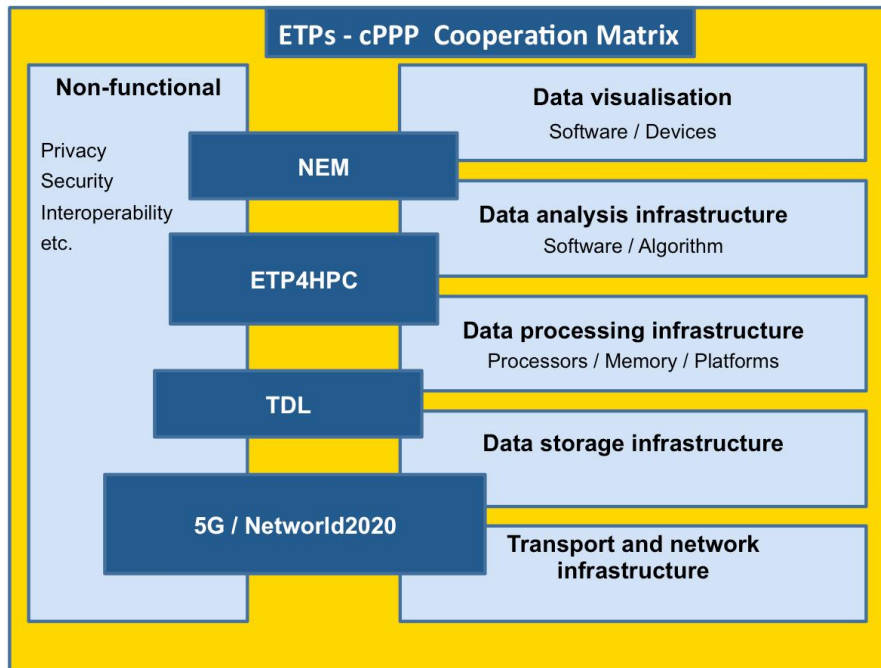 ETPs - cPPP Cooperation Matrix
Non-functional
Privacy
Security
Interoperability
etc.
NEM
ETP4HPC
TDL
5G / Networld2020
Data visualisation
Software / Devices
Data analysis infrastructure
Software / Algorithm
Data processing infrastructure
Processors / Memory / Platforms
Data storage infrastructure
Transport and network
infrastructure